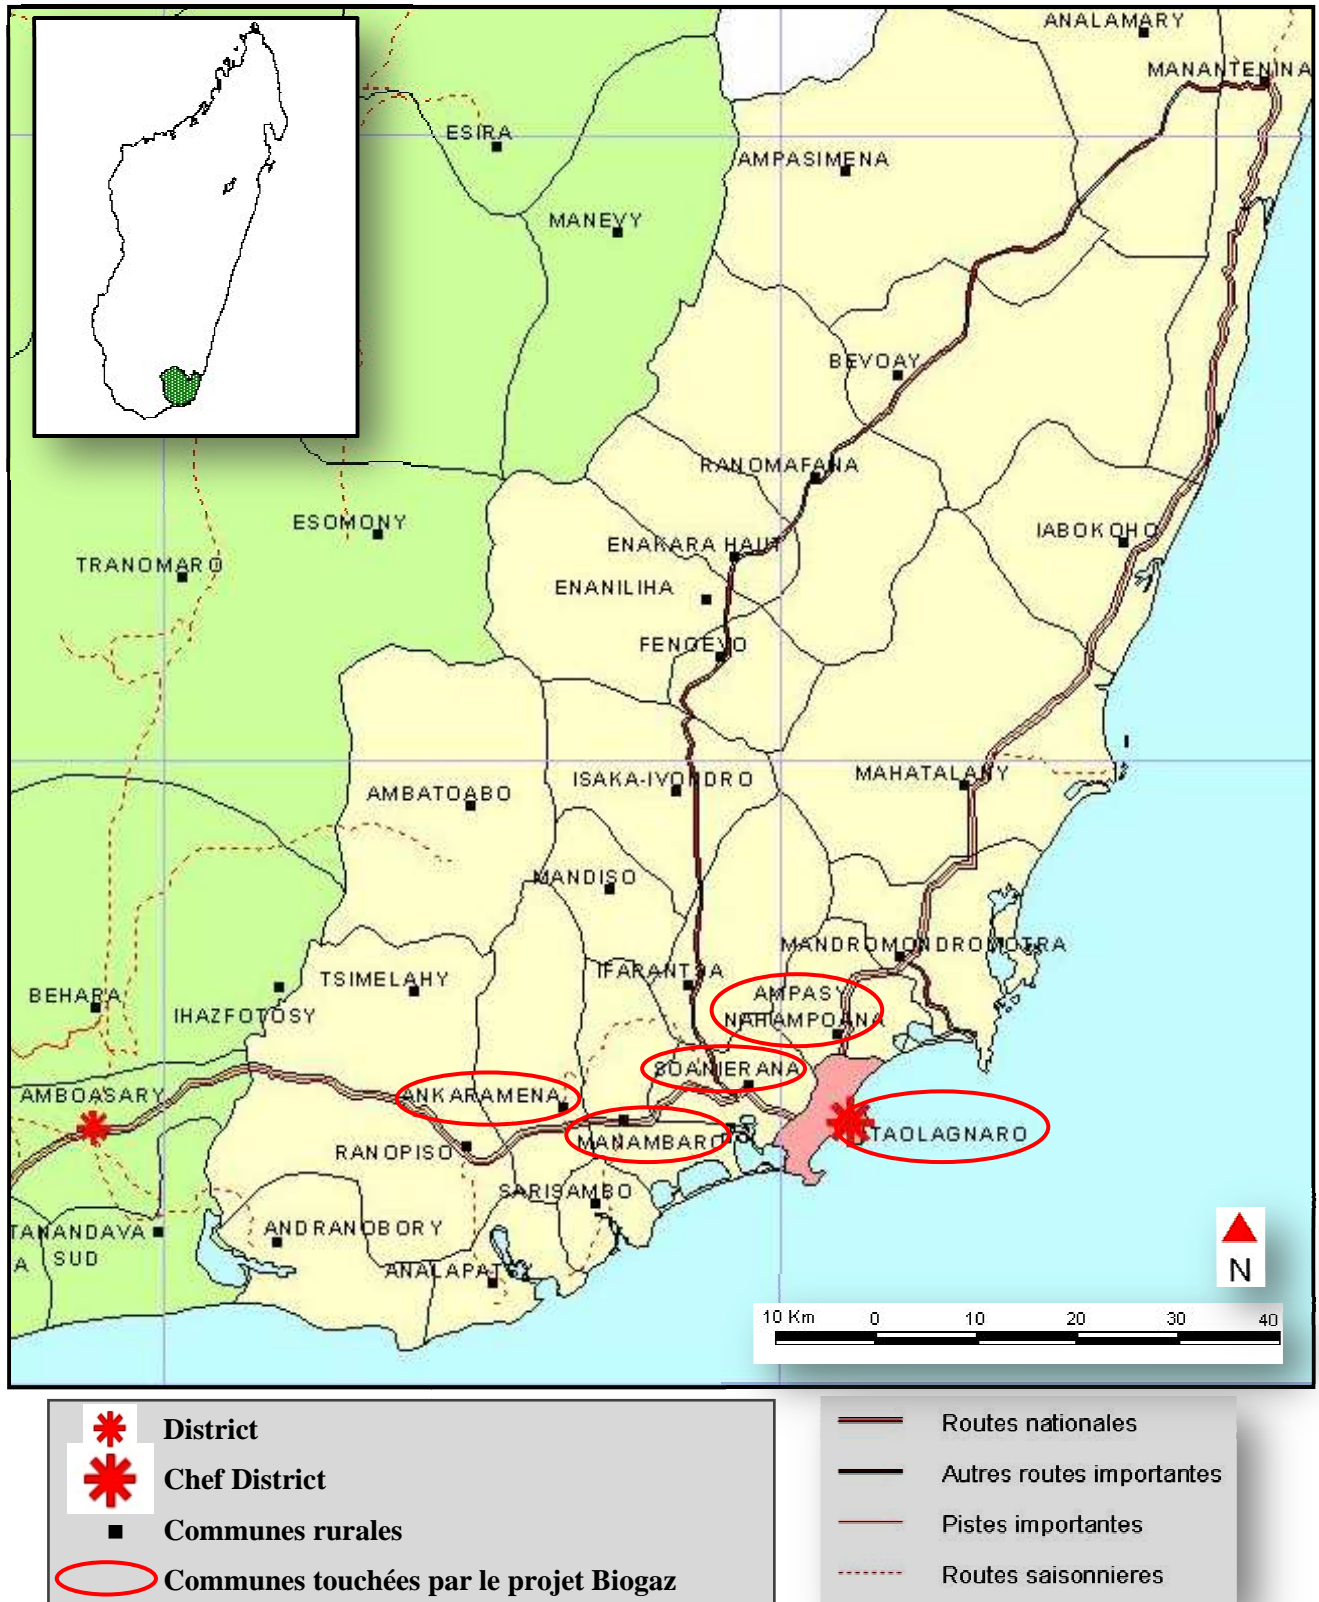 ANALAMARY
MANANTENINA
ESIRA
AMPASIMENA
MANEVY
BEVOAY
RANOMAFANA
ESOMONY
IABOKOHO
ENAKARA HAUT
TRANOMARO
ENANILIHA
FENOEVO
ISAKA-IVONDRO
MAHATALANY
AMBATOABO
MANDISO
MANDROMONDROMOTRA
IFARANTSA
TSIMELAHY
AMPASY
NAHAMPOANA
BEHARA
IHAZFOTOSY
SOANIERANA
AMBOASARY
ANKARAMENA
TAOLAGNARO
MANAMBARO
RANOPISO
SARISAMBO
TANANDAVA
SUD
A
ANDRANOBORY
ANALAPATSY
N
10 Km 0 10 20 30 40
District
Chef District
Communes rurales
Communes touchées par le projet Biogaz
Routes nationales
Autres routes importantes
Pistes importantes
Routes saisonnieres